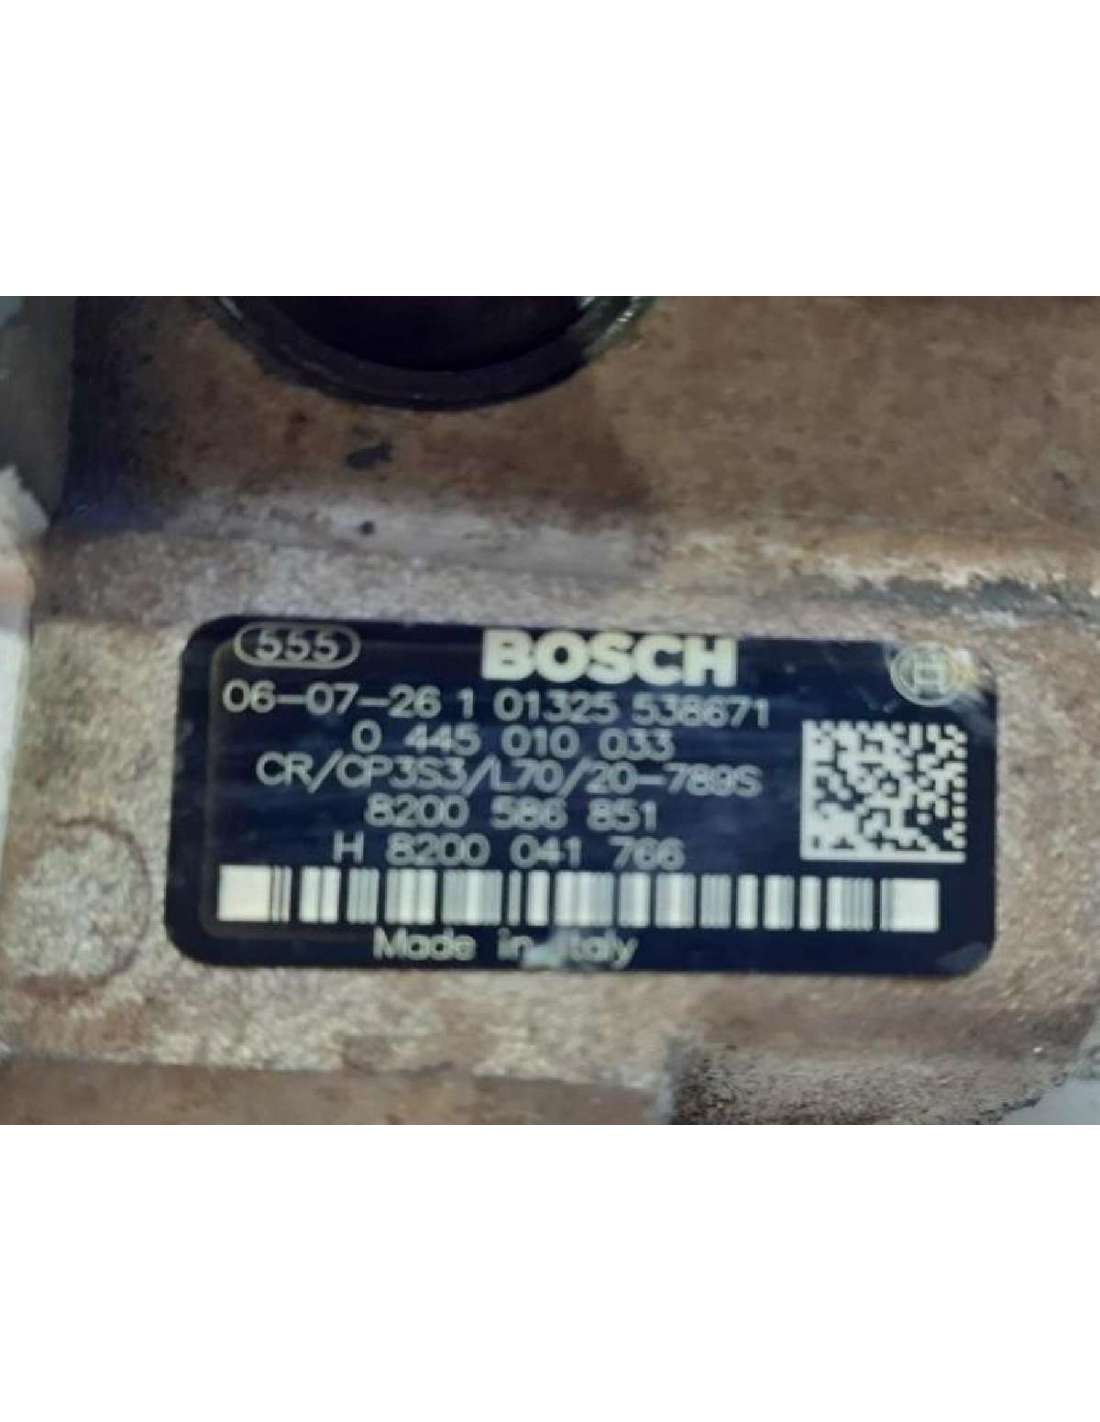 555 BOSCH
06-07-26 1 01325 538671
0 445 010 033
CR/CP3S3/L70/20-789S
8200 586 851
H 8200 041 766
Made in Italy